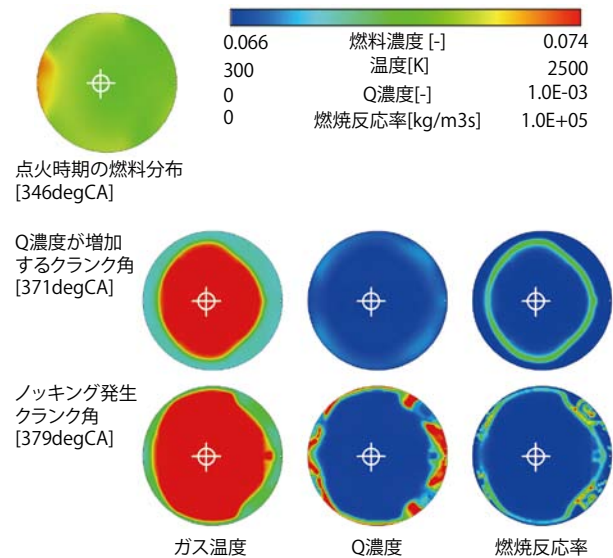 0.066 燃料濃度 [-] 0.074
300 温度[K] 2500
0 Q濃度[-] 1.0E-03
0 燃焼反応率[kg/m3s] 1.0E+05
点火時期の燃料分布
[346degCA]
Q濃度が増加
するクランク角
[371degCA]
ノッキング発生
クランク角
[379degCA]
ガス温度 Q濃度 燃焼反応率